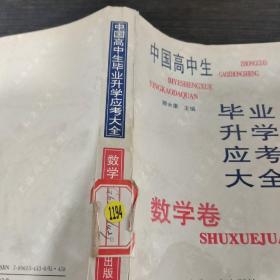 中国高中生
ZHONGGUO
GAOZHONGSHENG
BIYESHENGXUE
YINGKAODAQUAN
主编
毕业
升学
应考
大全
数学卷
SHUXUEJUA
中国高中生毕业升学应考大全
数学
1194
出版